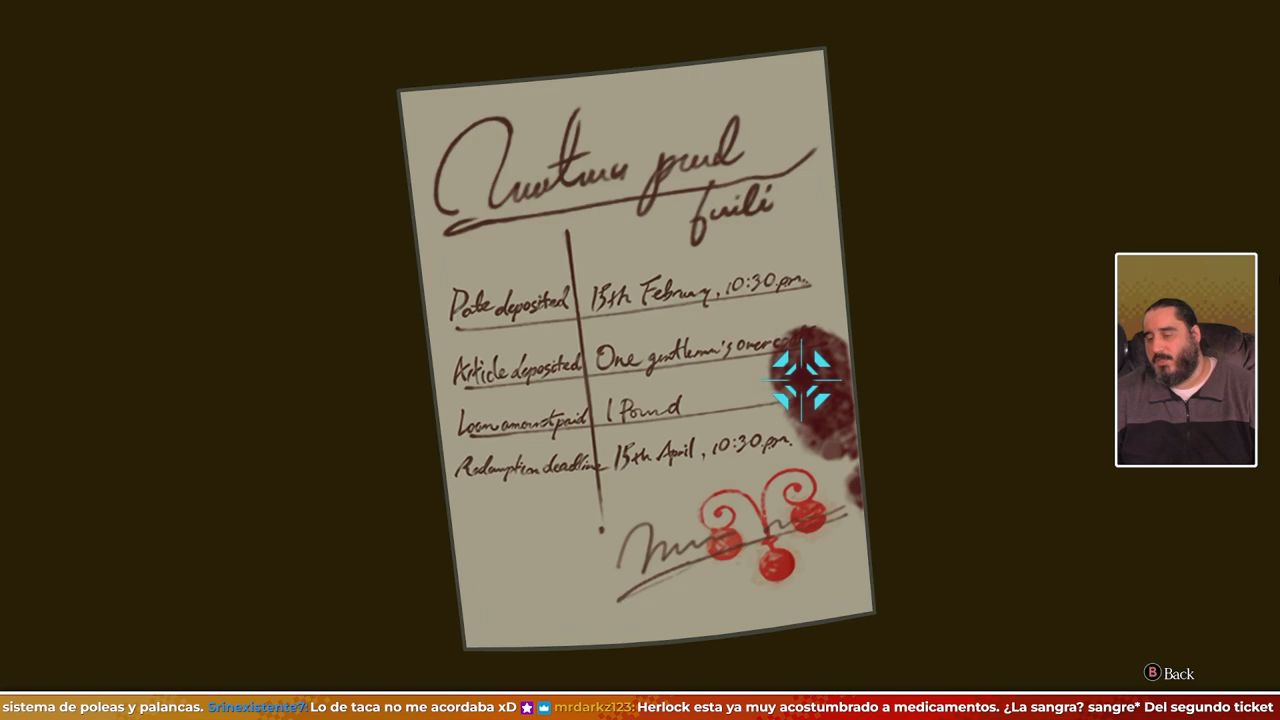 Date deposited 15th February, 10:30 p.m.
Article deposited One gentleman's overco
Loan amount paid 1 Pound
Redemption deadline 15th April, 10:30 p.m.
B Back
sistema de poleas y palancas. Srinexistente7: Lo de taca no me acordaba xD mrdarkz123: Herlock esta ya muy acostumbrado a medicamentos. ¿La sangra? sangre* Del segundo ticket